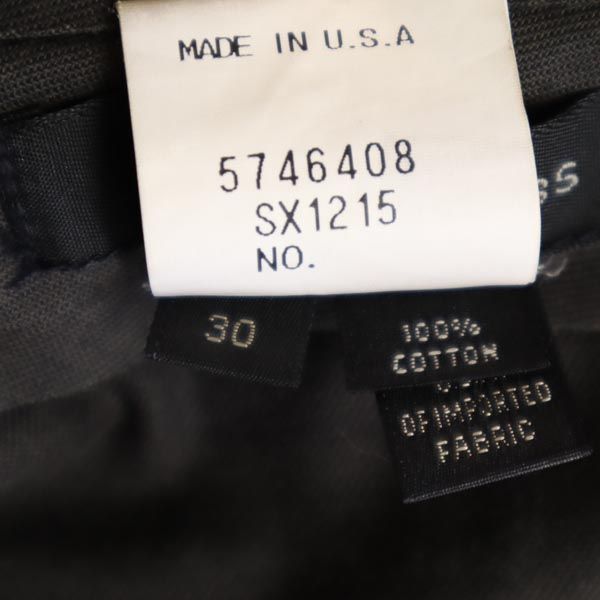 MADE IN U.S.A
5746408
SX1215
NO.
30
100%
COTTON
OF IMPORTED
FABRIC